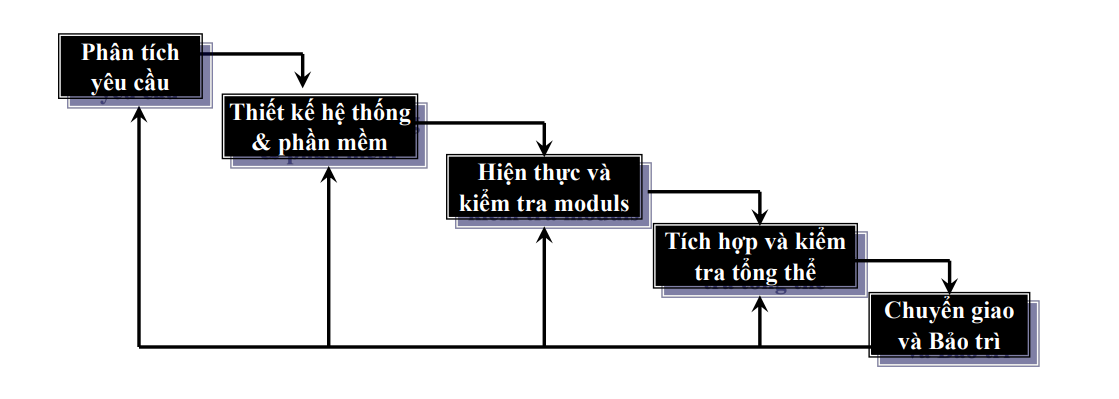 Phân tích
yêu cầu
Thiết kế hệ thống
& phần mềm
Hiện thực và
kiểm tra moduls
Tích hợp và kiểm
tra tổng thể
Chuyển giao
và Bảo trì